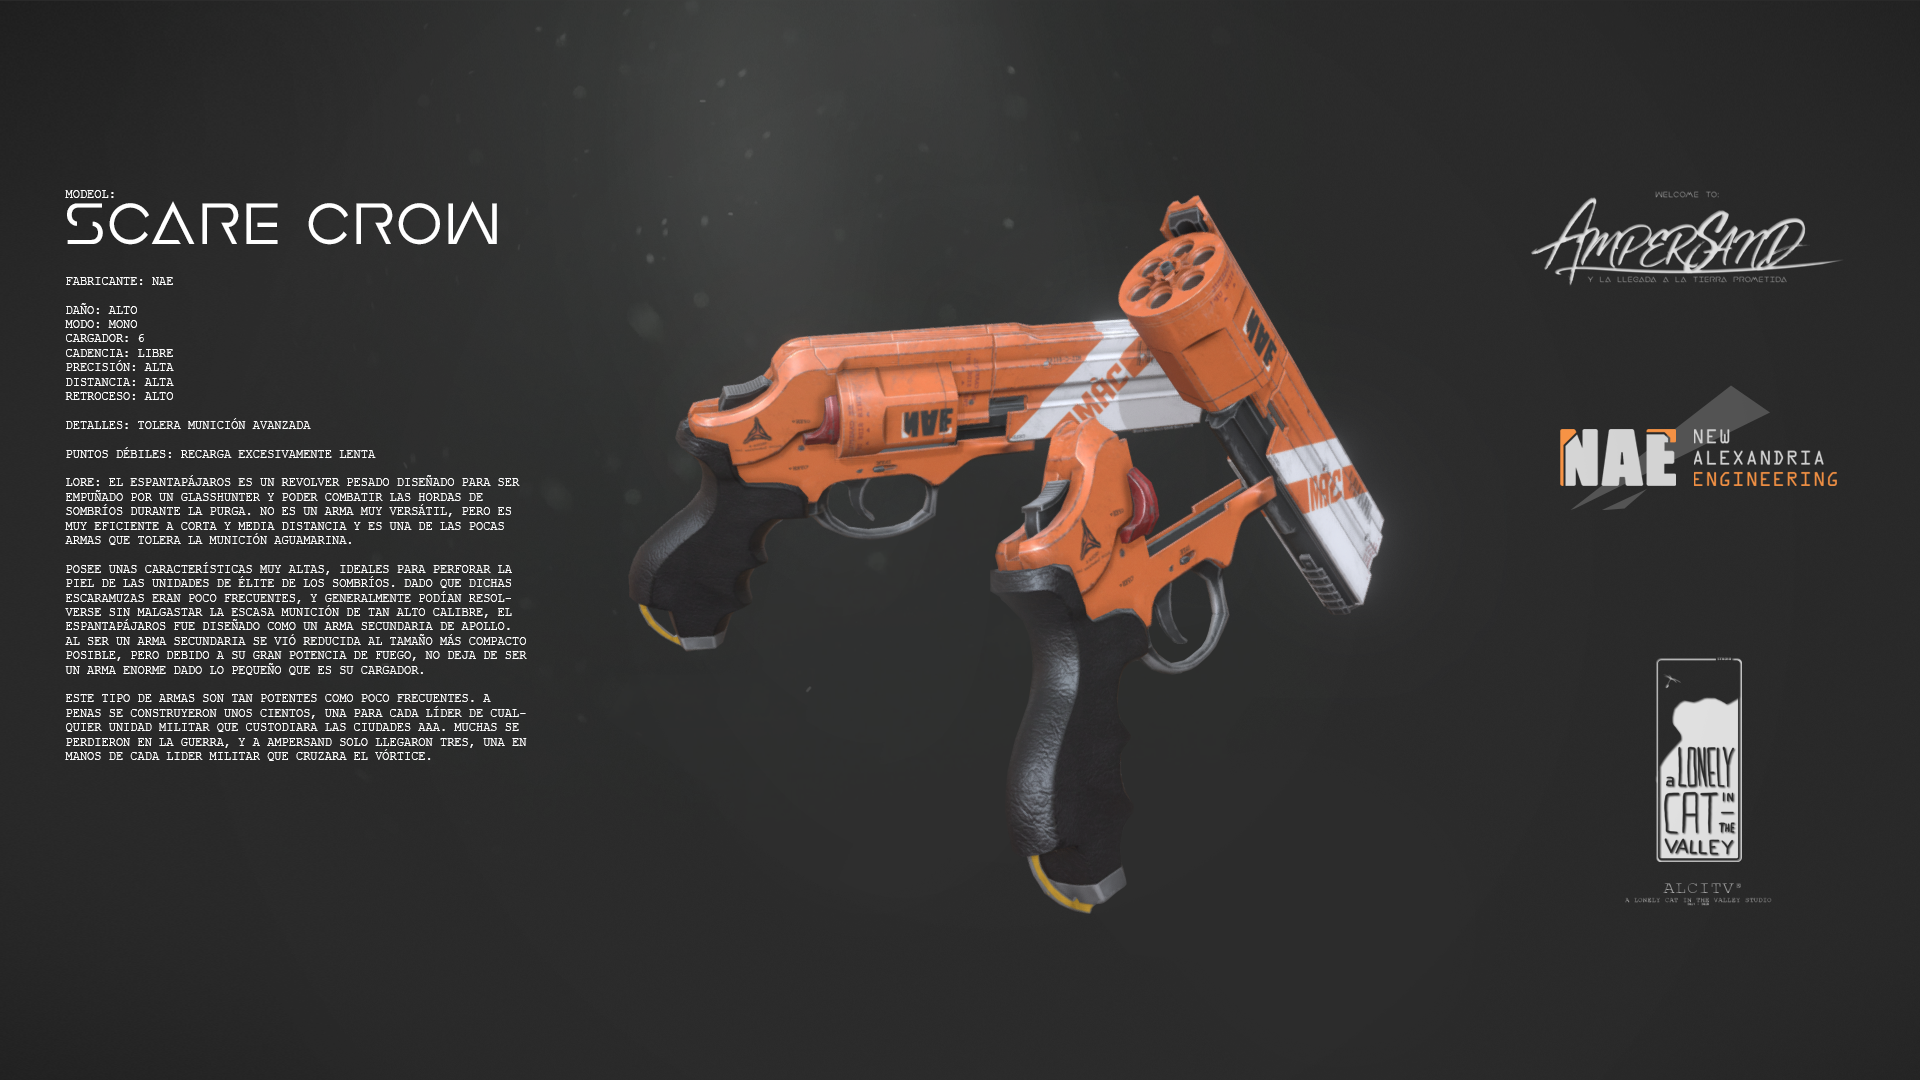 MODEOL:
SCARE CROW
FABRICANTE: NAE
DAÑO: ALTO
MODO: MONO
CARGADOR: 6
CADENCIA: LIBRE
PRECISIÓN: ALTA
DISTANCIA: ALTA
RETROCESO: ALTO
DETALLES: TOLERA MUNICIÓN AVANZADA
PUNTOS DÉBILES: RECARGA EXCESIVAMENTE LENTA
LORE: EL ESPANTAPÁJAROS ES UN REVOLVER PESADO DISEÑADO PARA SER
EMPUÑADO POR UN GLASSHUNTER Y PODER COMBATIR LAS HORDAS DE
SOMBRÍOS DURANTE LA PURGA. NO ES UN ARMA MUY VERSÁTIL, PERO ES
MUY EFICIENTE A CORTA Y MEDIA DISTANCIA Y ES UNA DE LAS POCAS
ARMAS QUE TOLERA LA MUNICIÓN AGUAMARINA.
POSEE UNAS CARACTERÍSTICAS MUY ALTAS, IDEALES PARA PERFORAR LA
PIEL DE LAS UNIDADES DE ÉLITE DE LOS SOMBRÍOS. DADO QUE DICHAS
ESCARAMUZAS ERAN POCO FRECUENTES, Y GENERALMENTE PODÍAN RESOL-
VERSE SIN MALGASTAR LA ESCASA MUNICIÓN DE TAN ALTO CALIBRE, EL
ESPANTAPÁJAROS FUE DISEÑADO COMO UN ARMA SECUNDARIA DE APOLLO.
AL SER UN ARMA SECUNDARIA SE VIÓ REDUCIDA AL TAMAÑO MÁS COMPACTO
POSIBLE, PERO DEBIDO A SU GRAN POTENCIA DE FUEGO, NO DEJA DE SER
UN ARMA ENORME DADO LO PEQUEÑO QUE ES SU CARGADOR.
ESTE TIPO DE ARMAS SON TAN POTENTES COMO POCO FRECUENTES. A
PENAS SE CONSTRUYERON UNOS CIENTOS, UNA PARA CADA LÍDER DE CUAL-
QUIER UNIDAD MILITAR QUE CUSTODIARA LAS CIUDADES AAA. MUCHAS SE
PERDIERON EN LA GUERRA, Y A AMPERSAND SOLO LLEGARON TRES, UNA EN
MANOS DE CADA LIDER MILITAR QUE CRUZARA EL VÓRTICE.
NAE
MÁC
NAE
MÁC
WELCOME TO:
AMPERSAND
Y LA LLEGADA A LA TIERRA PROMETIDA
NAE
NEW
ALEXANDRIA
ENGINEERING
a LONELY
CAT IN
THE
VALLEY
ALCITV
A LONELY CAT IN THE VALLEY STUDIO